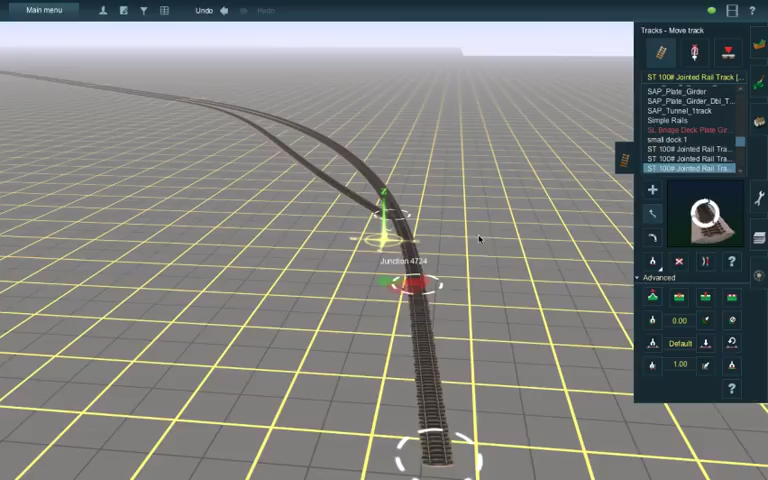 Main menu
Undo
Redo
Tracks - Move track
ST 100# Jointed Rail Track [...
SAP_Plate_Girder
SAP_Plate_Girder_Dbl_T...
SAP_Tunnel_1track
Simple Rails
SL Bridge Deck Plate Gir...
small dock 1
ST 100# Jointed Rail Tra...
ST 100# Jointed Rail Tra...
ST 100# Jointed Rail Tra...
Z
Junction 4724
Advanced
0.00
Default
1.00